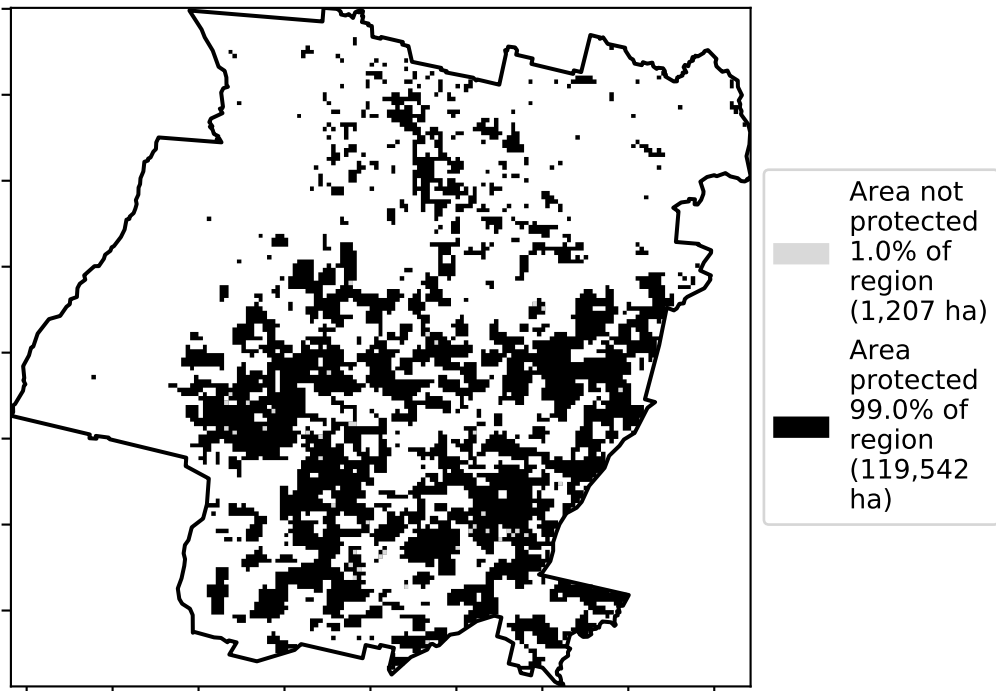 Area not
protected
1.0% of
region
(1,207 ha)
Area
protected
99.0% of
region
(119,542
ha)